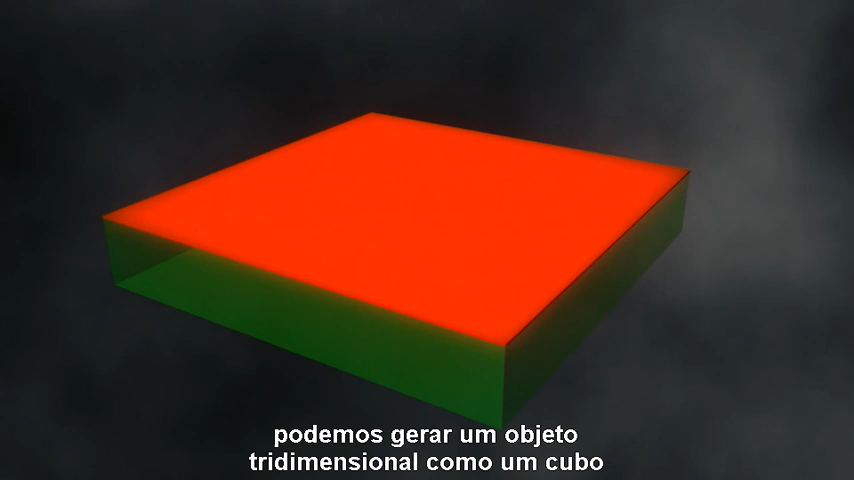 podemos gerar um objeto
tridimensional como um cubo